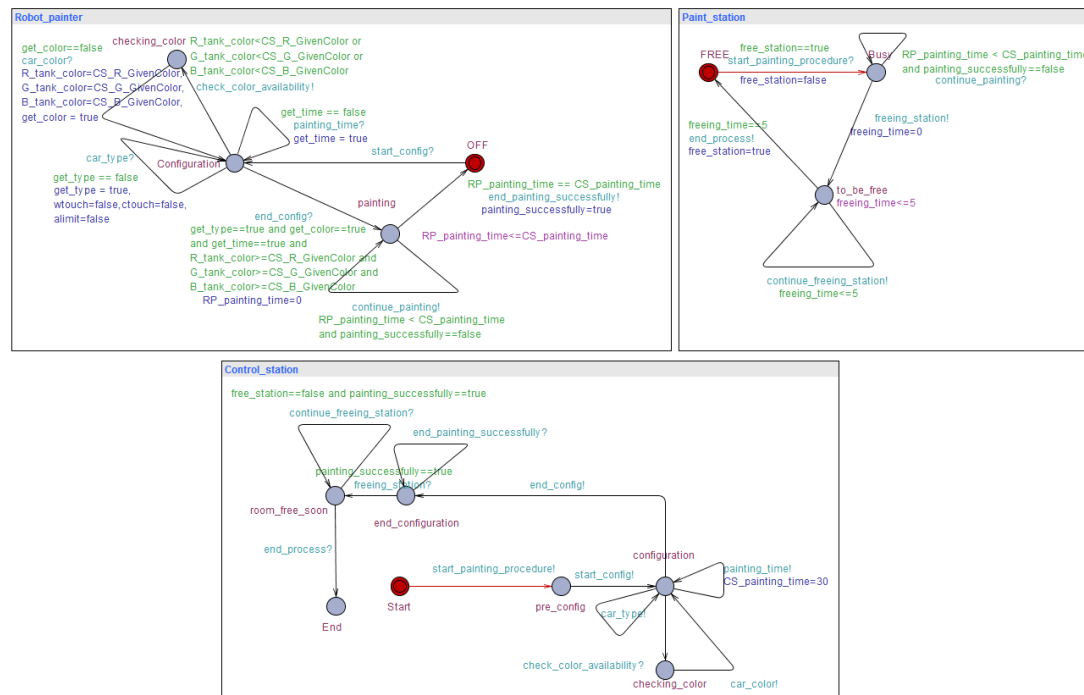 Robot_painter
checking_color
get_color==false
car_color?
R_tank_color=CS_R_GivenColor,
G_tank_color=CS_G_GivenColor,
B_tank_color=CS_B_GivenColor,
get_color = true
R_tank_color<CS_R_GivenColor or
G_tank_color<CS_G_GivenColor or
B_tank_color<CS_B_GivenColor
check_color_availability!
get_time == false
painting_time?
get_time = true
car_type?
Configuration
start_config?
OFF
get_type == false
get_type = true,
wtouch=false,ctouch=false,
alimit=false
painting
RP_painting_time == CS_painting_time
end_painting_successfully!
painting_successfully=true
end_config?
get_type==true and get_color==true
and get_time==true and
R_tank_color>=CS_R_GivenColor and
G_tank_color>=CS_G_GivenColor and
B_tank_color>=CS_B_GivenColor
RP_painting_time=0
RP_painting_time<=CS_painting_time
continue_painting!
RP_painting_time < CS_painting_time
and painting_successfully==false
Paint_station
FREE
free_station==true
start_painting_procedure?
free_station=false
Busy
RP_painting_time < CS_painting_time
and painting_successfully==false
continue_painting?
freeing_time==5
end_process!
free_station=true
freeing_station!
freeing_time=0
to_be_free
freeing_time<=5
continue_freeing_station!
freeing_time<=5
Control_station
free_station==false and painting_successfully==true
continue_freeing_station?
end_painting_successfully?
painting_successfully==true
freeing_station?
end_config!
room_free_soon
end_configuration
end_process?
configuration
start_painting_procedure!
start_config!
painting_time!
CS_painting_time=30
Start
pre_config
car_type!
End
check_color_availability?
checking_color
car_color!